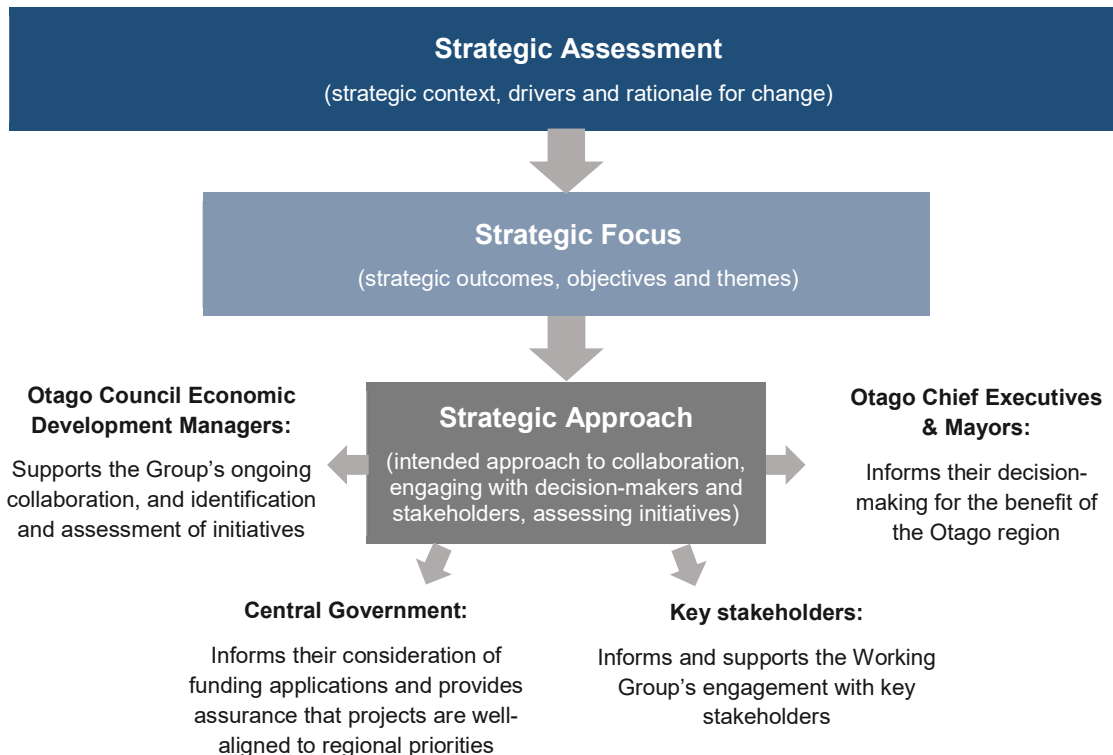 Strategic Assessment
(strategic context, drivers and rationale for change)
Strategic Focus
(strategic outcomes, objectives and themes)
Otago Council Economic
Development Managers:
Supports the Group’s ongoing
collaboration, and identification
and assessment of initiatives
Strategic Approach
(intended approach to collaboration,
engaging with decision-makers and
stakeholders, assessing initiatives)
Otago Chief Executives
& Mayors:
Informs their decision-
making for the benefit of
the Otago region
Central Government:
Informs their consideration of
funding applications and provides
assurance that projects are well-
aligned to regional priorities
Key stakeholders:
Informs and supports the Working
Group’s engagement with key
stakeholders